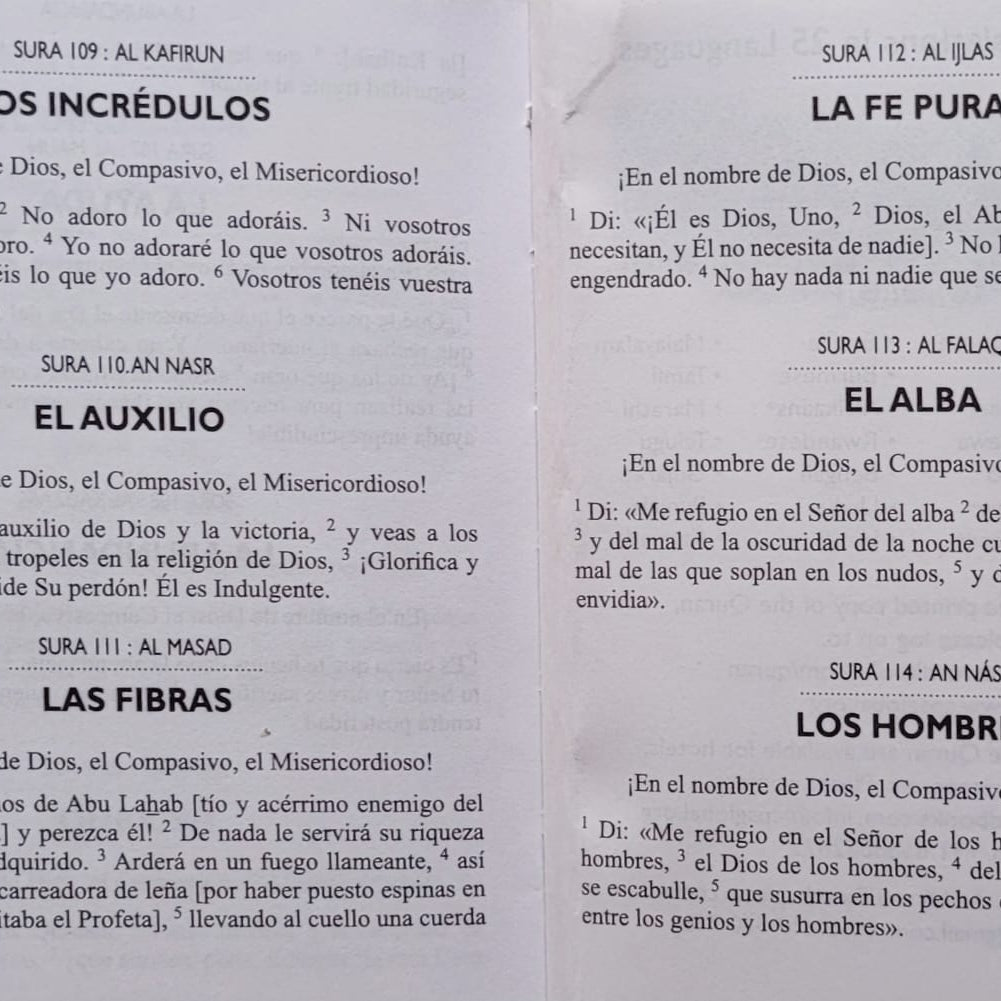 SURA 109 : AL KAFIRUN
OS INCRÉDULOS
e Dios, el Compasivo, el Misericordioso!
2 No adoro lo que adoráis. 3 Ni vosotros
oro. 4 Yo no adoraré lo que vosotros adoráis.
éis lo que yo adoro. 6 Vosotros tenéis vuestra
SURA 110.AN NASR
EL AUXILIO
e Dios, el Compasivo, el Misericordioso!
auxilio de Dios y la victoria, 2 y veas a los
tropeles en la religión de Dios, 3 ¡Glorifica y
ide Su perdón! Él es Indulgente.
SURA 111 : AL MASAD
LAS FIBRAS
de Dios, el Compasivo, el Misericordioso!
nos de Abu Lahab [tío y acérrimo enemigo del
] y perezca él! 2 De nada le servirá su riqueza
dquirido. 3 Arderá en un fuego llameante, 4 así
carreadora de leña [por haber puesto espinas en
itaba el Profeta], 5 llevando al cuello una cuerda
SURA 112 : AL IJLAS
LA FE PURA
¡En el nombre de Dios, el Compasivo
1 Di: «¡Él es Dios, Uno, 2 Dios, el Ab
necesitan, y Él no necesita de nadie]. 3 No
engendrado. 4 No hay nada ni nadie que se
SURA 113 : AL FALAQ
EL ALBA
¡En el nombre de Dios, el Compasivo
1 Di: «Me refugio en el Señor del alba 2 de
3 y del mal de la oscuridad de la noche cu
mal de las que soplan en los nudos, 5 y d
envidia».
SURA 114 : AN NÁS
LOS HOMBRE
¡En el nombre de Dios, el Compasivo
1 Di: «Me refugio en el Señor de los h
hombres, 3 el Dios de los hombres, 4 del
se escabulle, 5 que susurra en los pechos
entre los genios y los hombres».